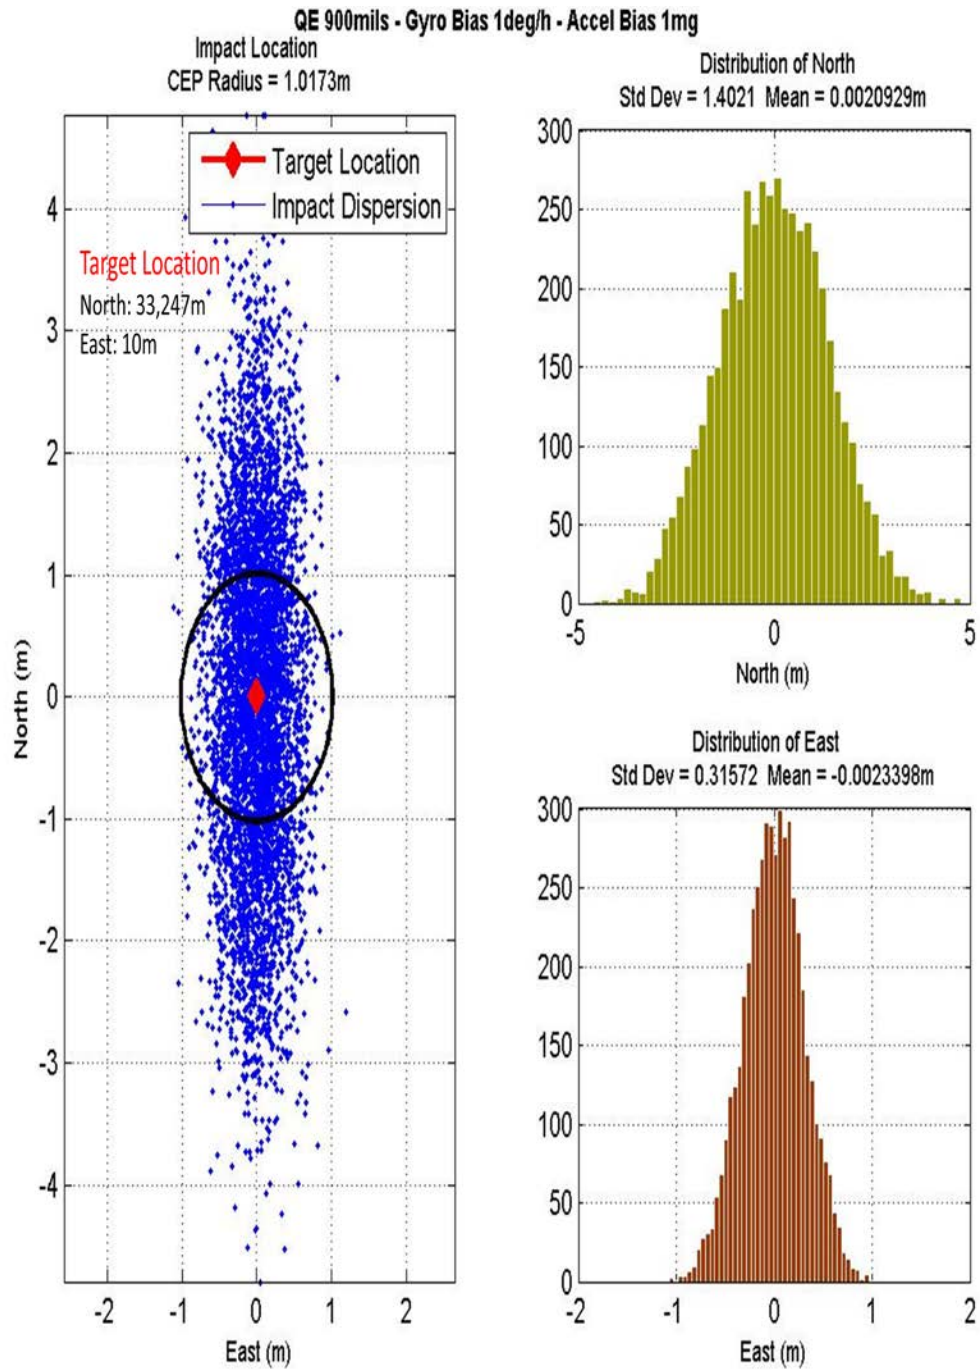 QE 900mils - Gyro Bias 1deg/h - Accel Bias 1mg
Impact Location
CEP Radius = 1.0173m
Target Location
Impact Dispersion
Target Location
North: 33,247m
East: 10m
4
3
2
1
0
-1
-2
-3
-4
North (m)
-2 -1 0 1 2
East (m)
Distribution of North
Std Dev = 1.4021 Mean = 0.0020929m
300
250
200
150
100
50
0
-5 0 5
North (m)
Distribution of East
Std Dev = 0.31572 Mean = -0.0023398m
300
250
200
150
100
50
0
-2 -1 0 1 2
East (m)